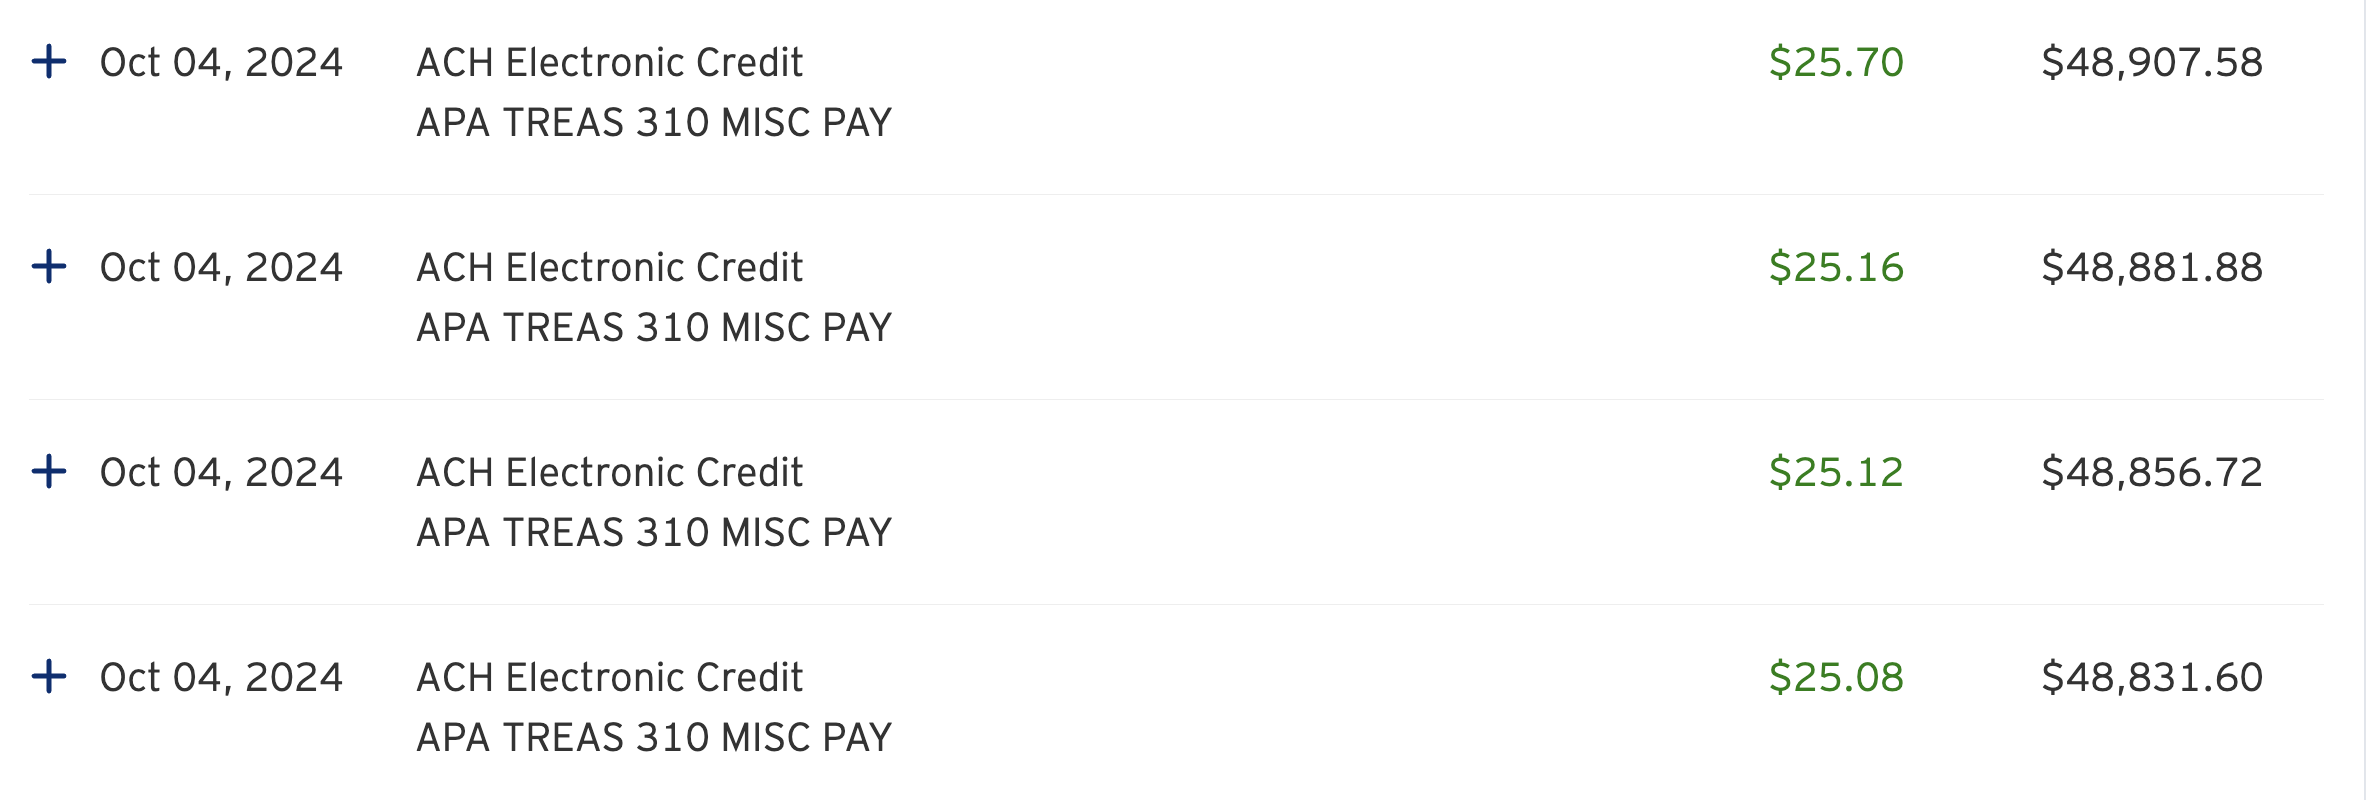 Oct 04, 2024 ACH Electronic Credit $25.70 $48,907.58
APA TREAS 310 MISC PAY
Oct 04, 2024 ACH Electronic Credit $25.16 $48,881.88
APA TREAS 310 MISC PAY
Oct 04, 2024 ACH Electronic Credit $25.12 $48,856.72
APA TREAS 310 MISC PAY
Oct 04, 2024 ACH Electronic Credit $25.08 $48,831.60
APA TREAS 310 MISC PAY